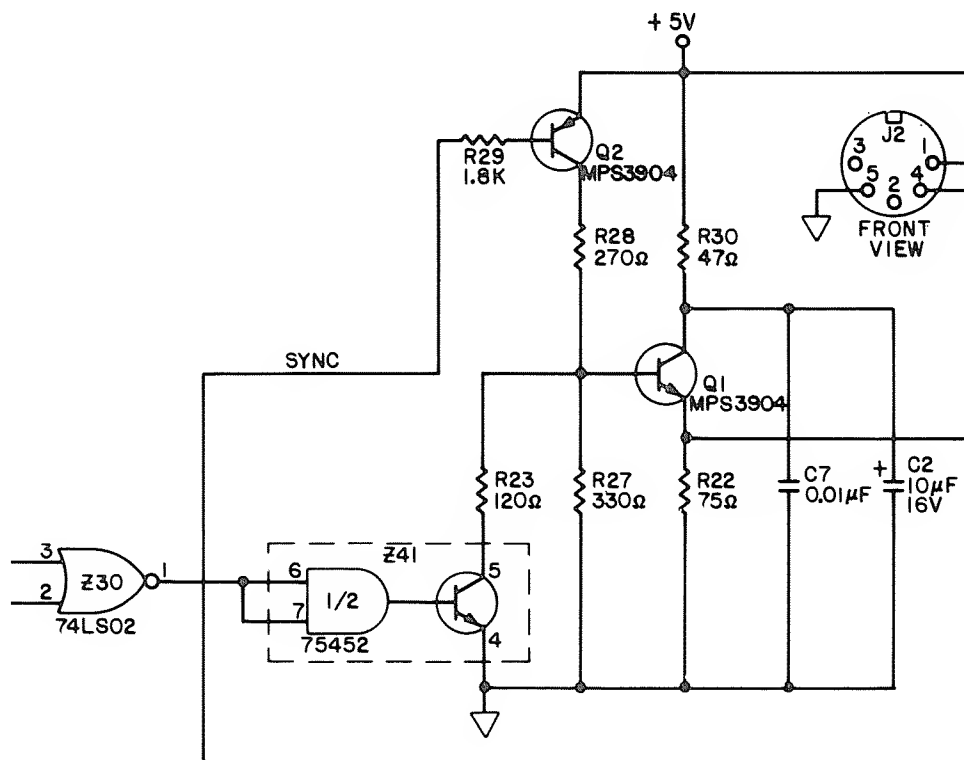 + 5V
J2
3
1
5
4
2
FRONT
VIEW
R29
1.8K
Q2
MPS3904
R28
270Ω
R30
47Ω
SYNC
Q1
MPS3904
R23
120Ω
R27
330Ω
R22
75Ω
C7
0.01µF
+
C2
10µF
16V
Z41
3
2
Z30
1
74LS02
6
7
1/2
75452
5
4